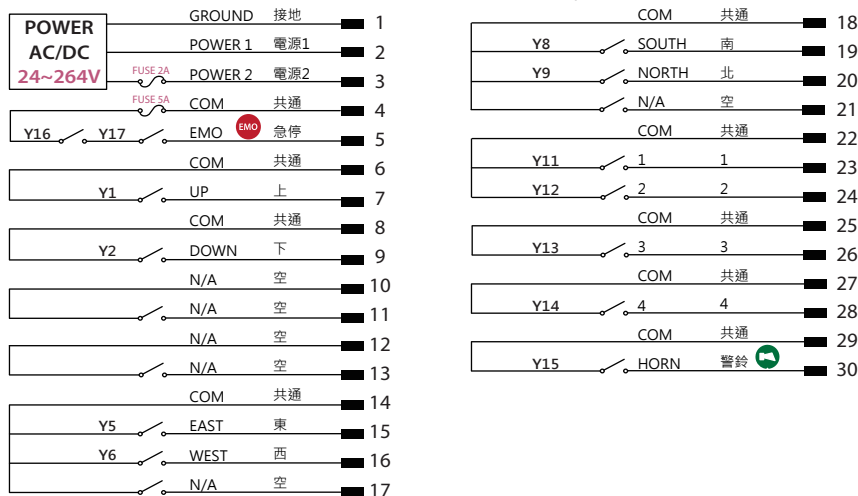 POWER
AC/DC
24~264V
GROUND 接地 1
POWER 1 電源1 2
FUSE 2A POWER 2 電源2 3
FUSE 5A COM 共通 4
Y16 Y17 EMO EMO 急停 5
COM 共通 6
Y1 UP 上 7
COM 共通 8
Y2 DOWN 下 9
N/A 空 10
N/A 空 11
N/A 空 12
N/A 空 13
COM 共通 14
Y5 EAST 東 15
Y6 WEST 西 16
N/A 空 17
COM 共通 18
Y8 SOUTH 南 19
Y9 NORTH 北 20
N/A 空 21
COM 共通 22
Y11 1 1 23
Y12 2 2 24
COM 共通 25
Y13 3 3 26
COM 共通 27
Y14 4 4 28
COM 共通 29
Y15 HORN 警鈴 30